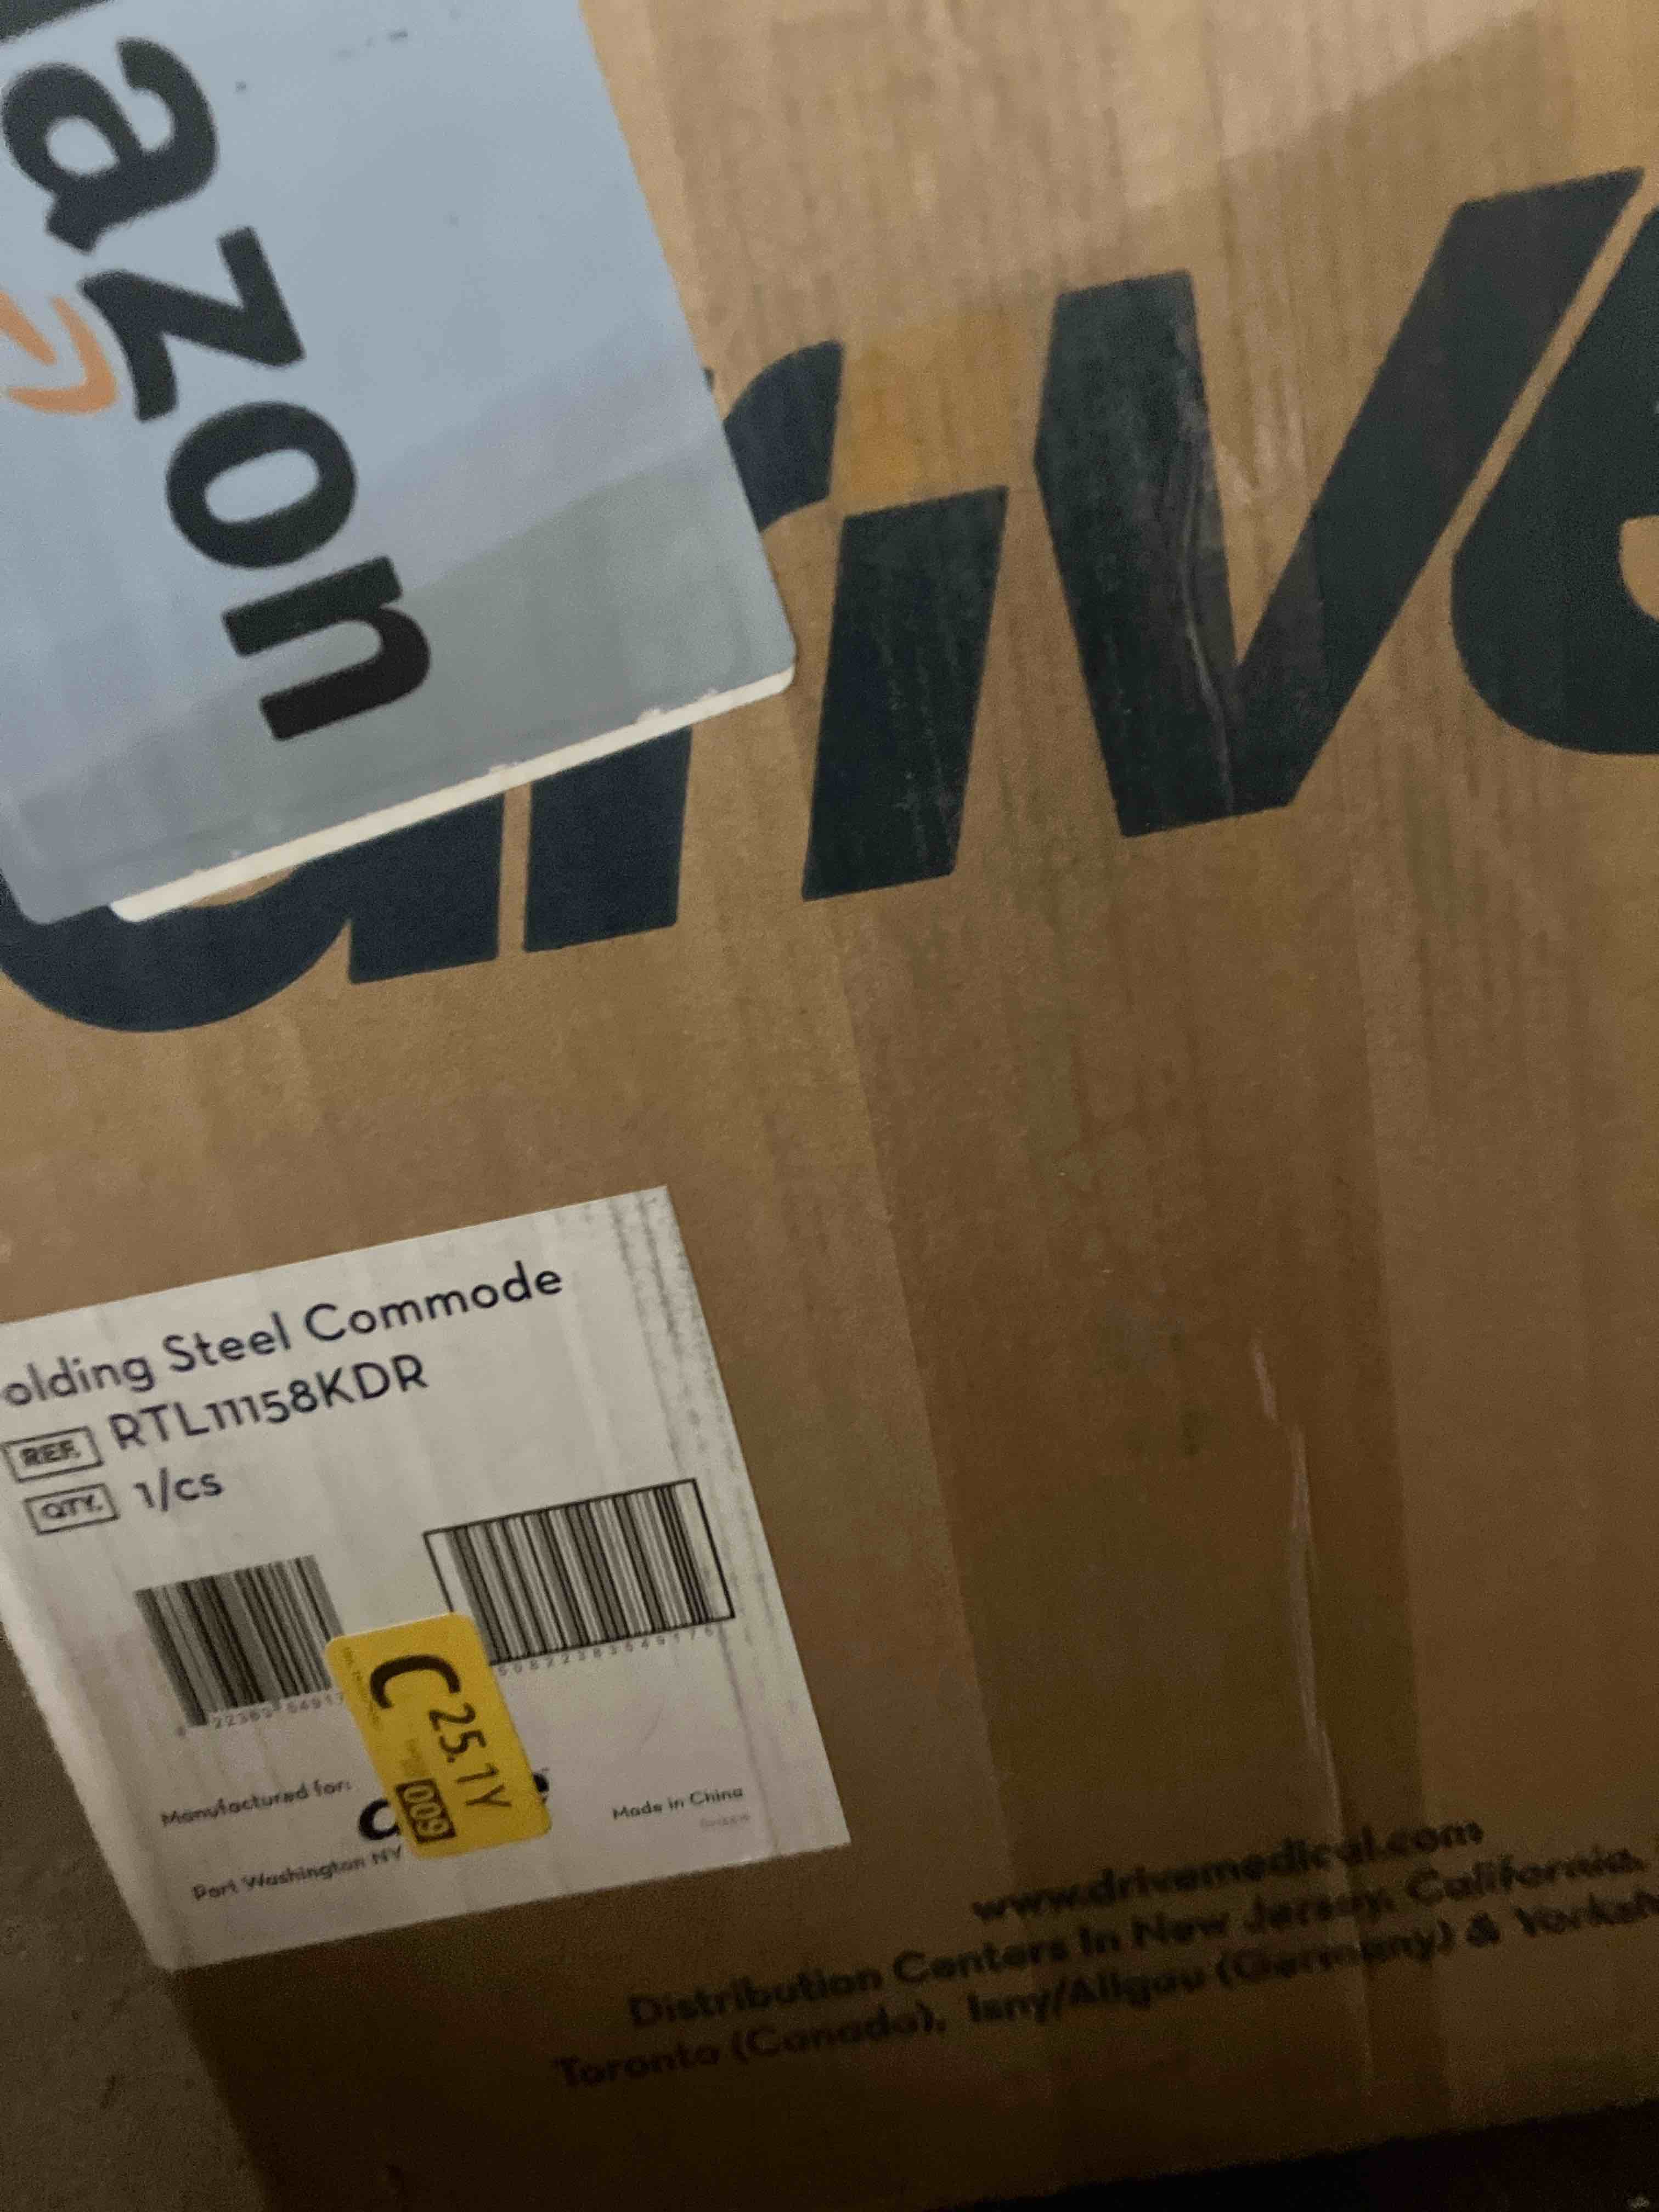 azon
drive
olding Steel Commode
REF. RTL11158KDR
QTY. 1/cs
C 25.1Y
009
Manufactured for:
Port Washington NY
Made in China
www.drivemedical.com
Distribution Centers In New Jersey, California,
Toronto (Canada), Isny/Allgau (Germany) &